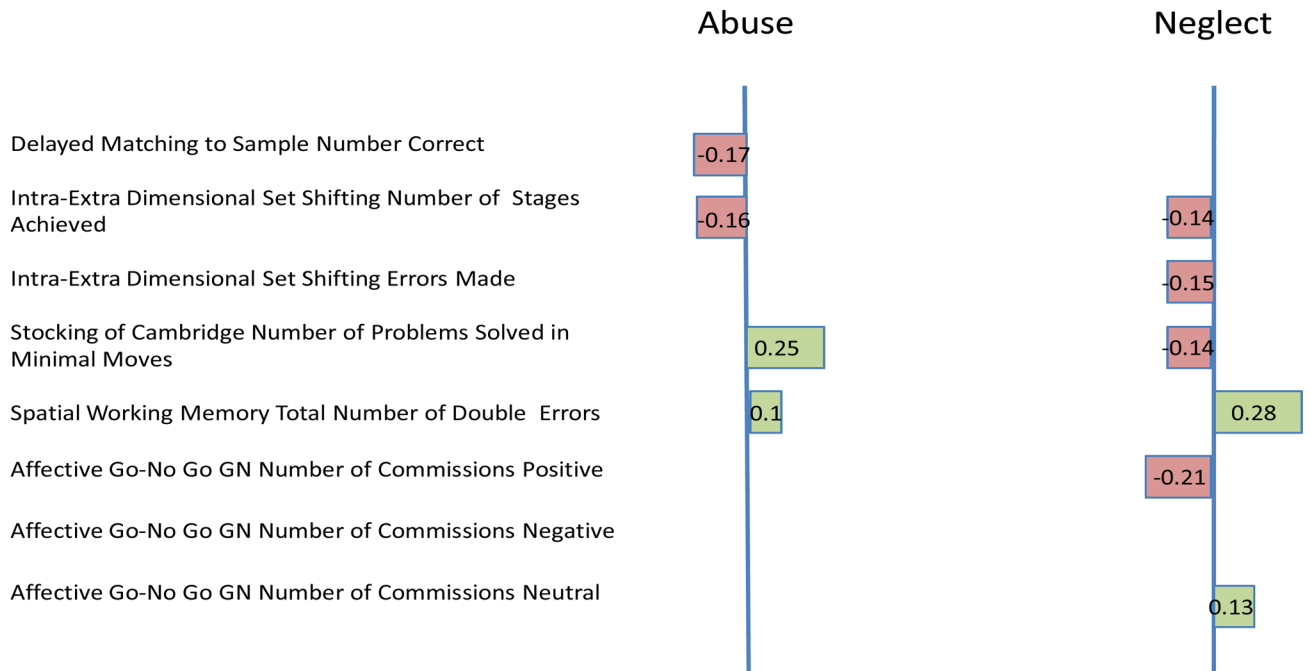 Abuse Neglect
Delayed Matching to Sample Number Correct
-0.17
Intra-Extra Dimensional Set Shifting Number of Stages
Achieved
-0.16 -0.14
Intra-Extra Dimensional Set Shifting Errors Made
-0.15
Stocking of Cambridge Number of Problems Solved in
Minimal Moves
0.25 -0.14
Spatial Working Memory Total Number of Double Errors
0.1 0.28
Affective Go-No Go GN Number of Commissions Positive
-0.21
Affective Go-No Go GN Number of Commissions Negative
Affective Go-No Go GN Number of Commissions Neutral
0.13